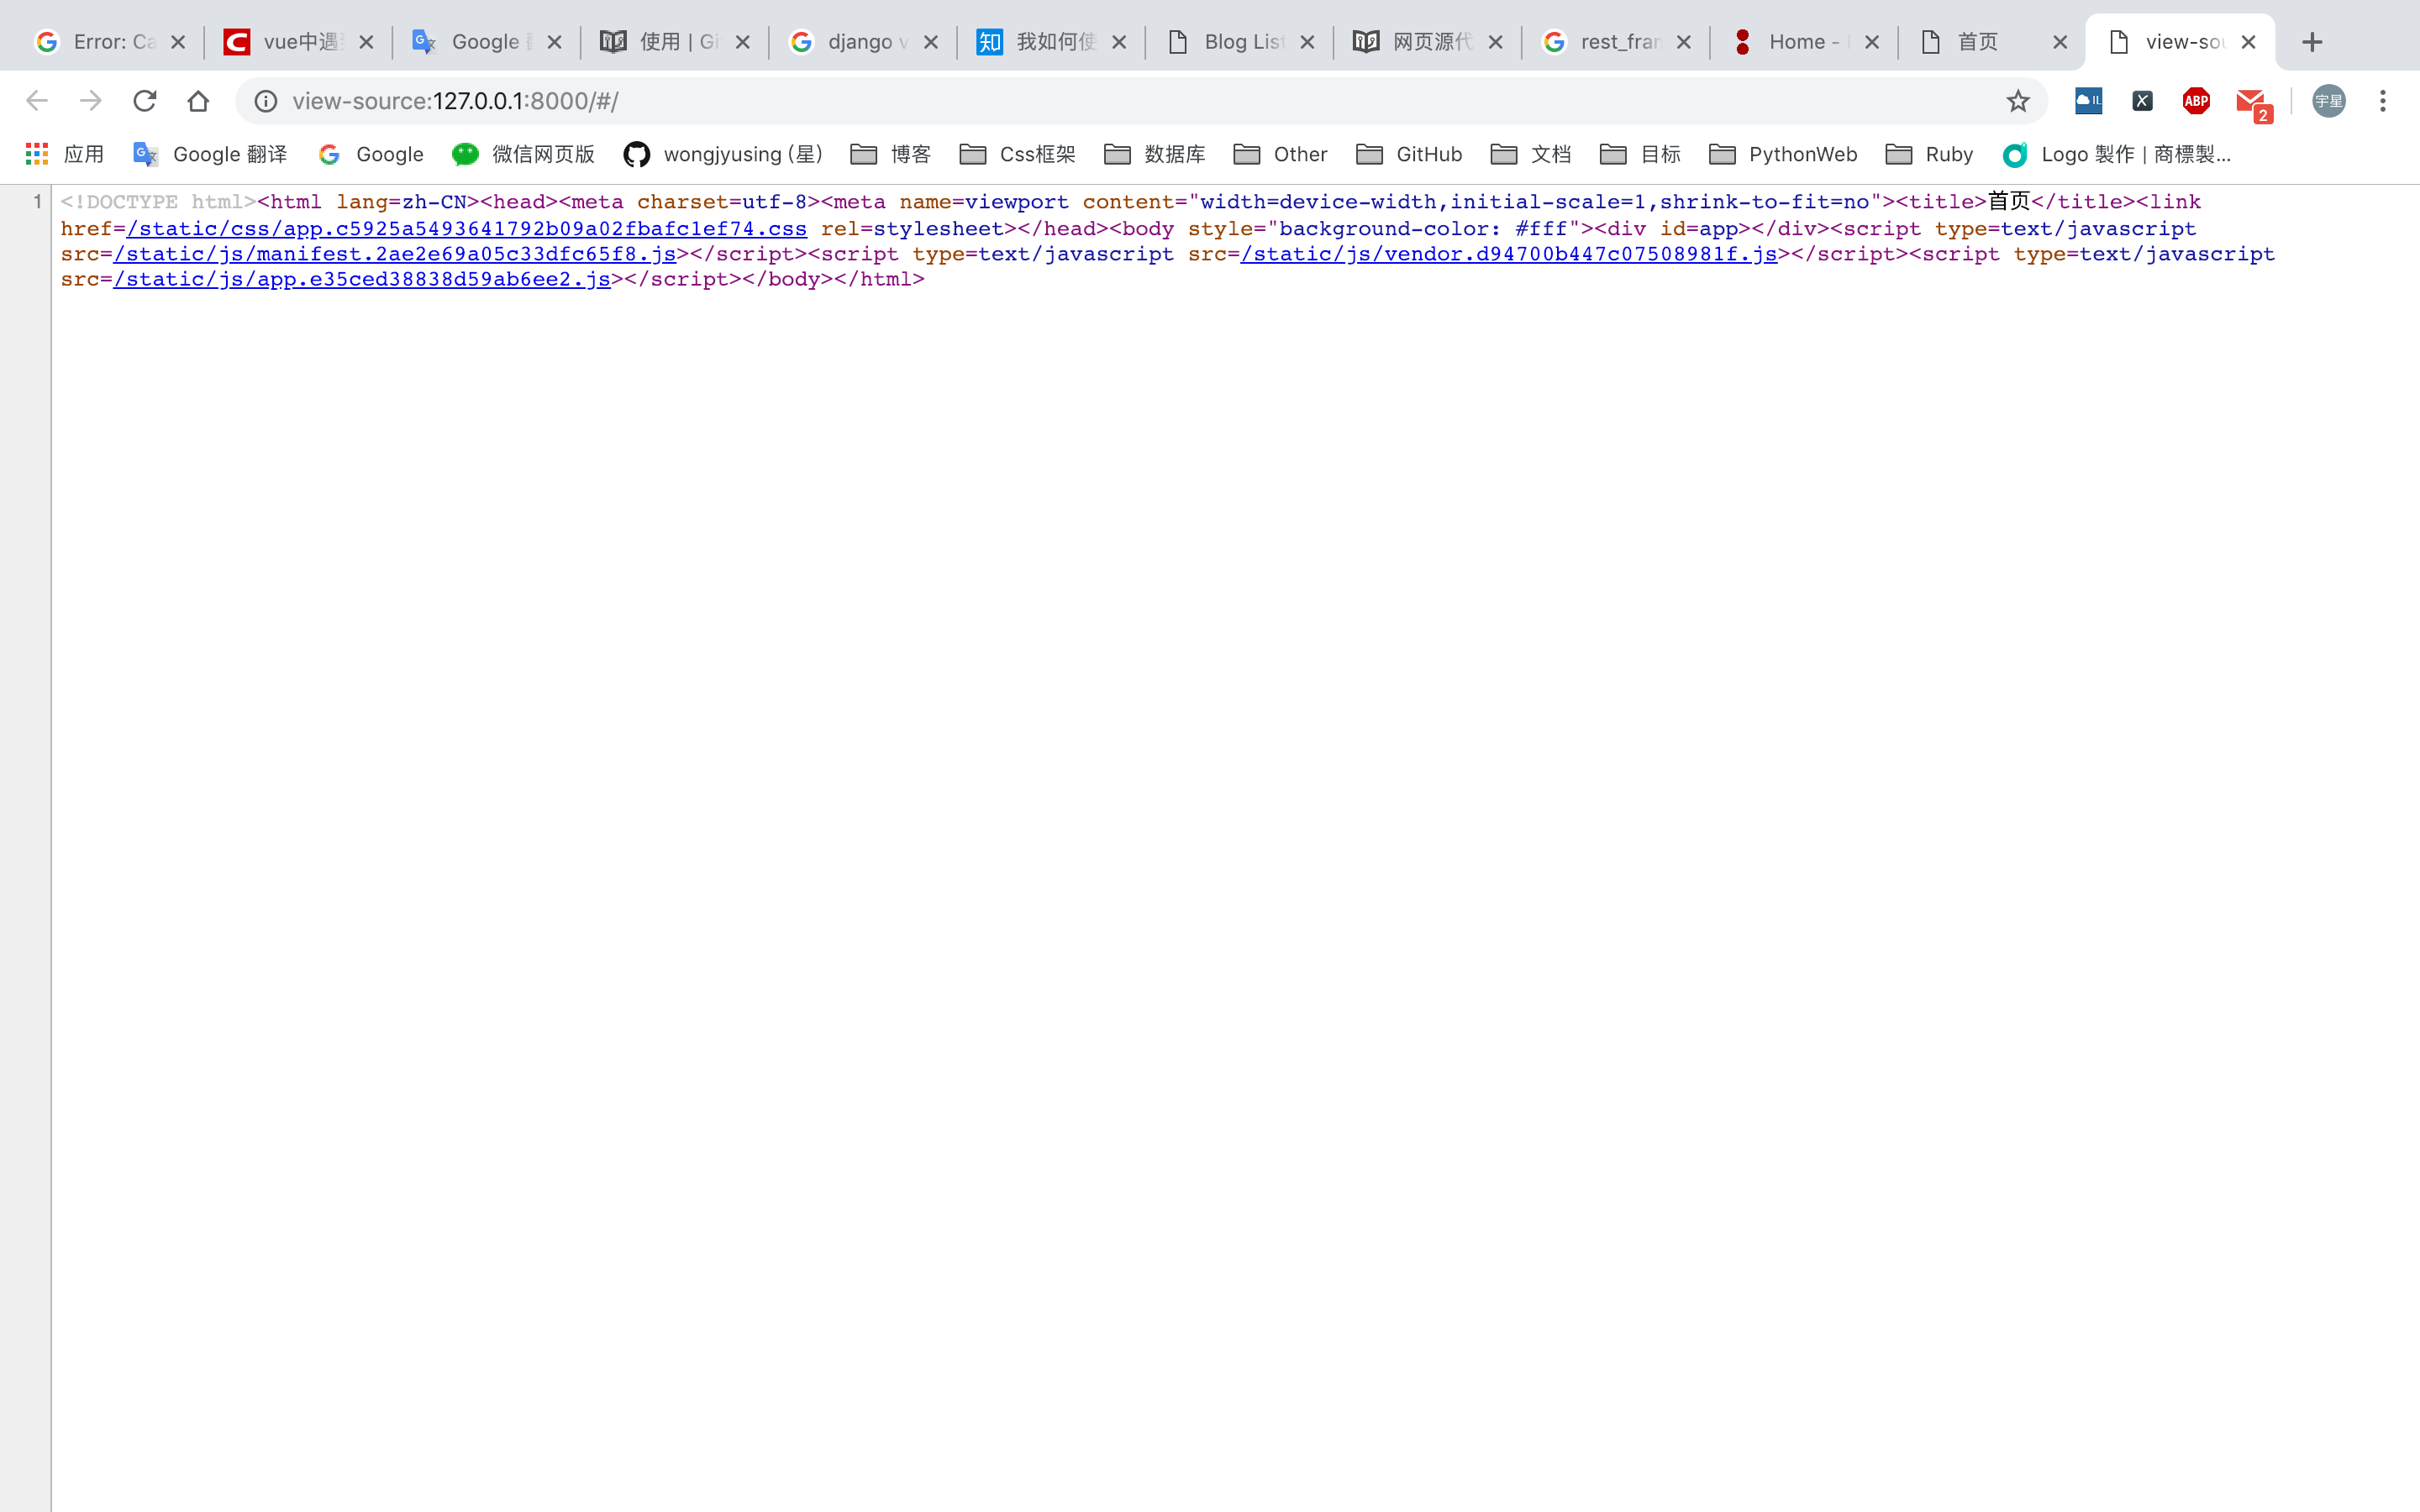 Error: Ca vue中遇 Google 使用 | Gi django v 我如何使 Blog List 网页源代 rest_fran Home - 首页 view-sou
view-source:127.0.0.1:8000/#/ IL X ABP 2 宇星
应用 Google 翻译 Google 微信网页版 wongjyusing (星) 博客 Css框架 数据库 Other GitHub 文档 目标 PythonWeb Ruby Logo 製作 | 商標製...
1 <!DOCTYPE html><html lang=zh-CN><head><meta charset=utf-8><meta name=viewport content="width=device-width,initial-scale=1,shrink-to-fit=no"><title>首页</title><link
href=/static/css/app.c5925a5493641792b09a02fbafc1ef74.css rel=stylesheet></head><body style="background-color: #fff"><div id=app></div><script type=text/javascript
src=/static/js/manifest.2ae2e69a05c33dfc65f8.js></script><script type=text/javascript src=/static/js/vendor.d94700b447c07508981f.js></script><script type=text/javascript
src=/static/js/app.e35ced38838d59ab6ee2.js></script></body></html>